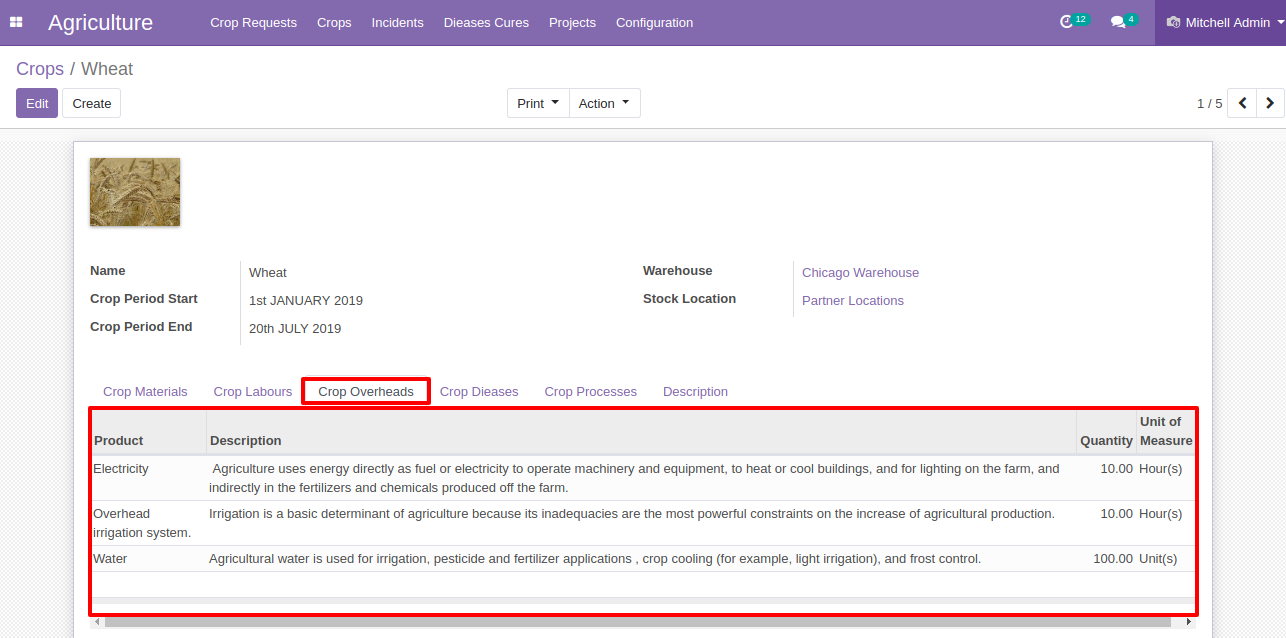 Agriculture Crop Requests Crops Incidents Dieases Cures Projects Configuration 12 4 Mitchell Admin
Crops / Wheat
Edit Create Print Action 1 / 5
Name Wheat Warehouse Chicago Warehouse
Crop Period Start 1st JANUARY 2019 Stock Location Partner Locations
Crop Period End 20th JULY 2019
Crop Materials Crop Labours Crop Overheads Crop Dieases Crop Processes Description
Product Description Quantity Unit of Measure
Electricity Agriculture uses energy directly as fuel or electricity to operate machinery and equipment, to heat or cool buildings, and for lighting on the farm, and 10.00 Hour(s)
indirectly in the fertilizers and chemicals produced off the farm.
Overhead Irrigation is a basic determinant of agriculture because its inadequacies are the most powerful constraints on the increase of agricultural production. 10.00 Hour(s)
irrigation system.
Water Agricultural water is used for irrigation, pesticide and fertilizer applications , crop cooling (for example, light irrigation), and frost control. 100.00 Unit(s)